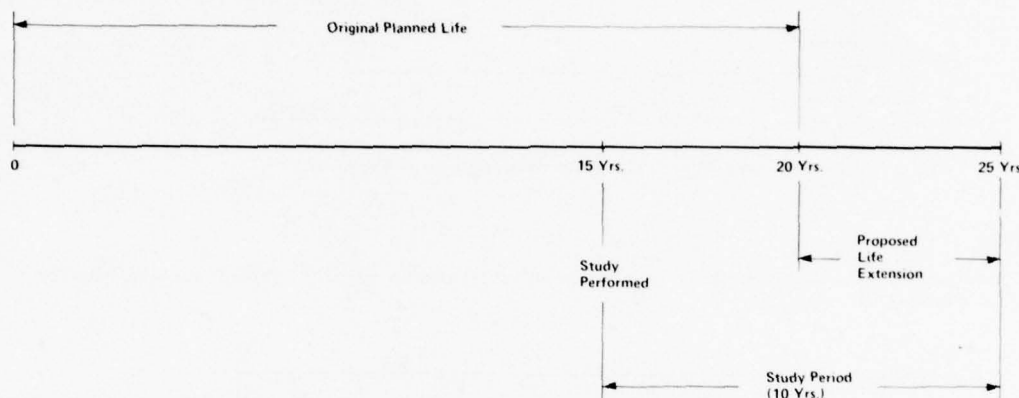 Original Planned Life
0
15 Yrs.
20 Yrs.
25 Yrs
Study
Performed
Proposed
Life
Extension
Study Period
(10 Yrs.)